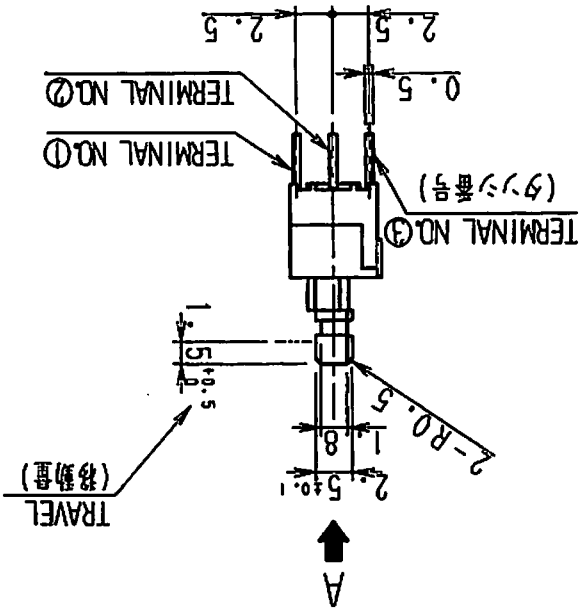 A
TRAVEL
(移動量)
2.5±0.1
1.8
2-R0.5
1.5 +0.5 0
TERMINAL NO.③
(タンシ番号)
TERMINAL NO.①
TERMINAL NO.②
0.5
2.5
2.5